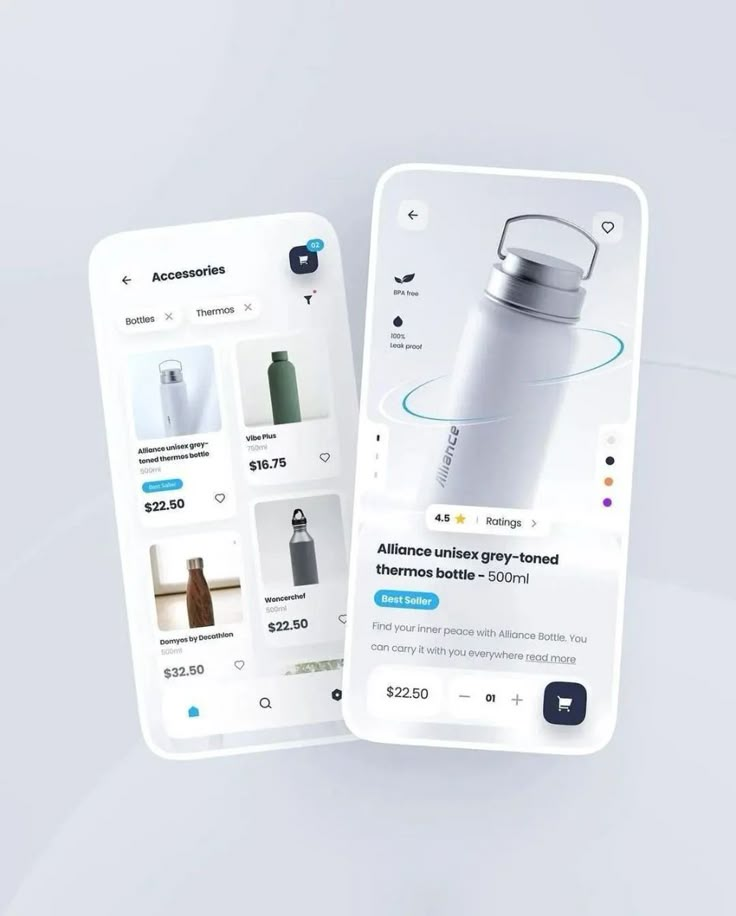 02
Accessories
Bottles
Thermos
Alliance unisex grey-
toned thermos bottle
500ml
Best Seller
$22.50
Vibe Plus
750ml
$16.75
Domyos by Decathlon
500ml
$32.50
Woncerchef
500ml
$22.50
BPA free
100%
Leak proof
Alliance
4.5
Ratings
Alliance unisex grey-toned
thermos bottle - 500ml
Best Seller
Find your inner peace with Alliance Bottle. You
can carry it with you everywhere read more
$22.50 — 01 +